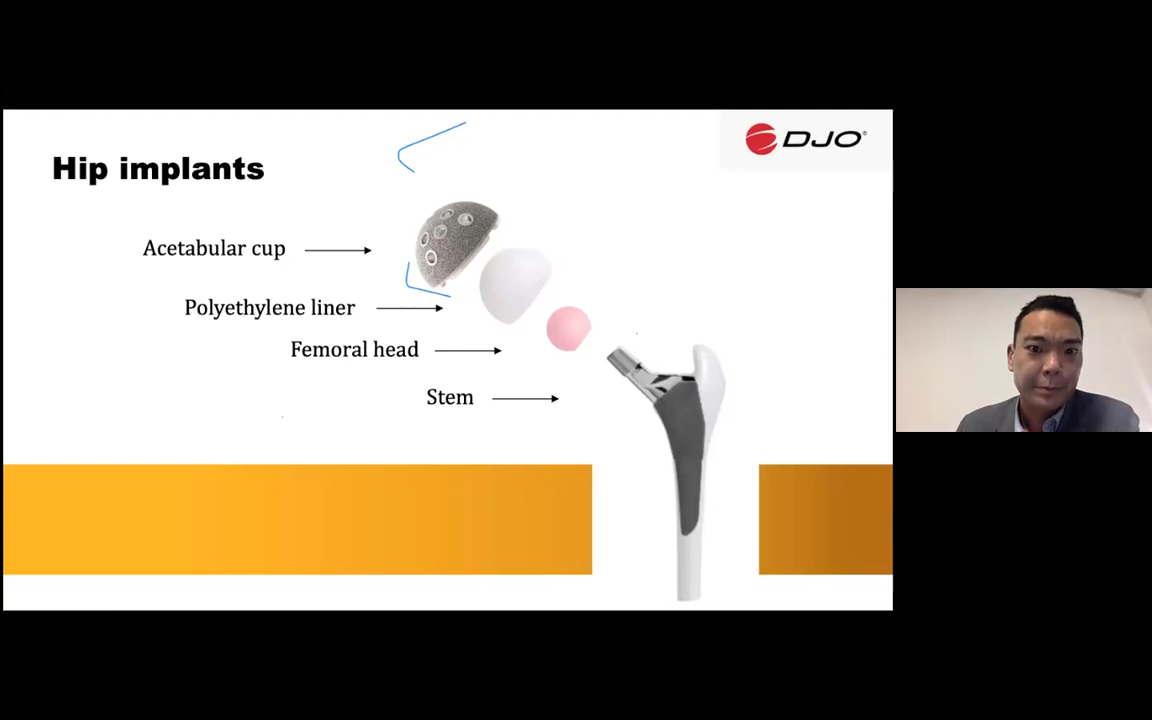 DJO®
Hip implants
Acetabular cup
Polyethylene liner
Femoral head
Stem